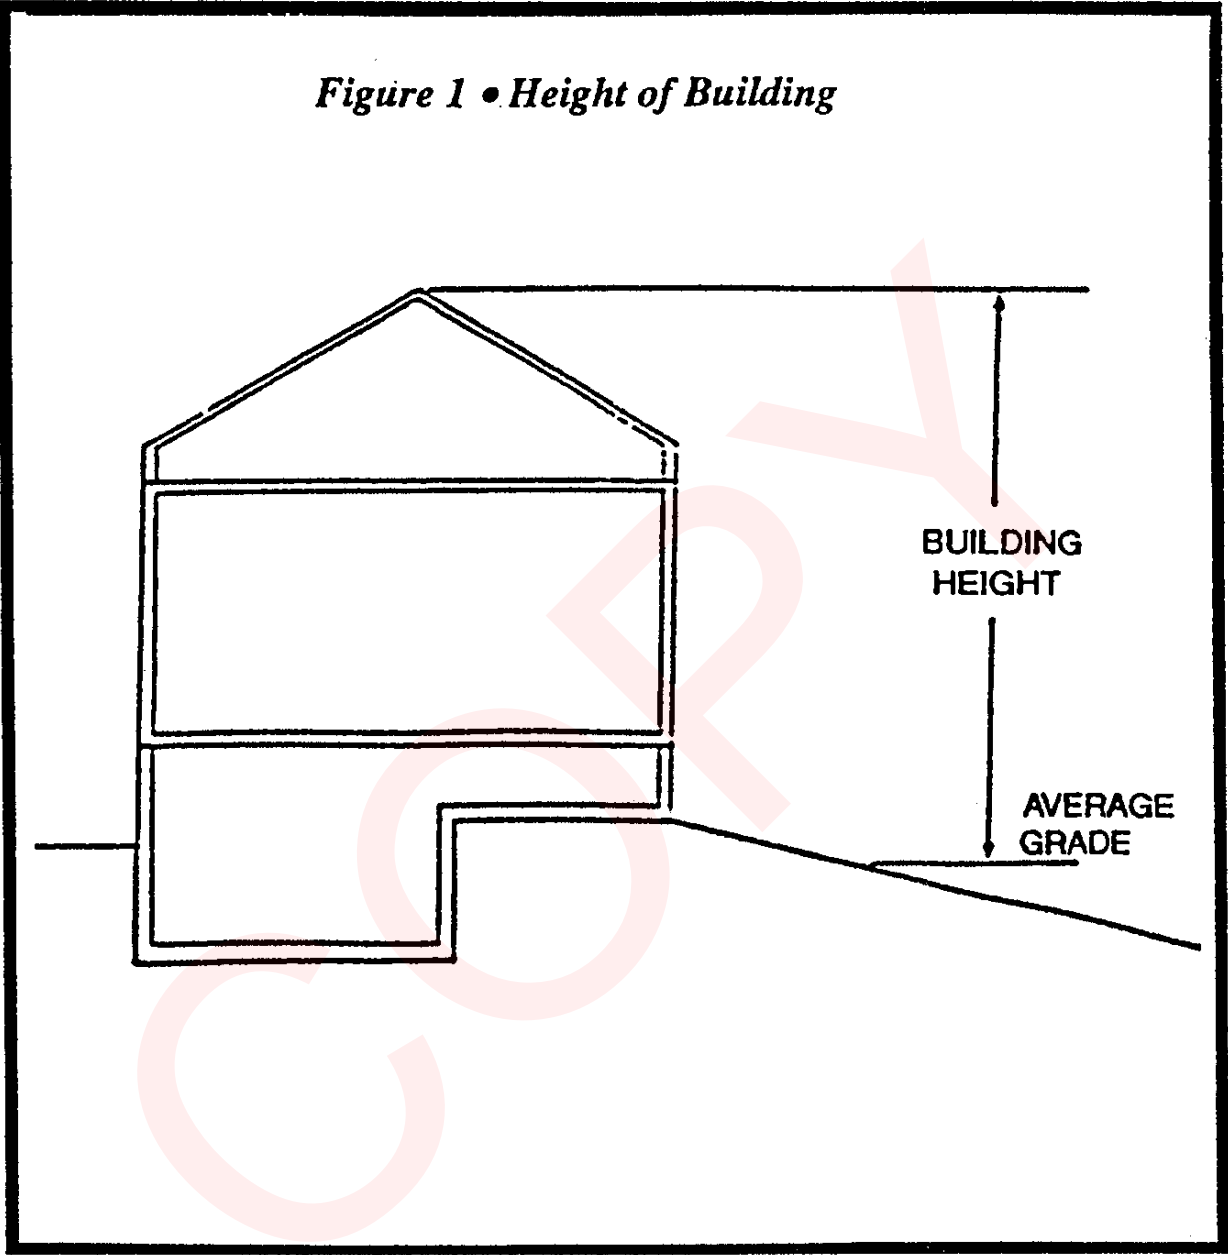 Figure 1 • Height of Building
BUILDING
HEIGHT
AVERAGE
GRADE
COPY